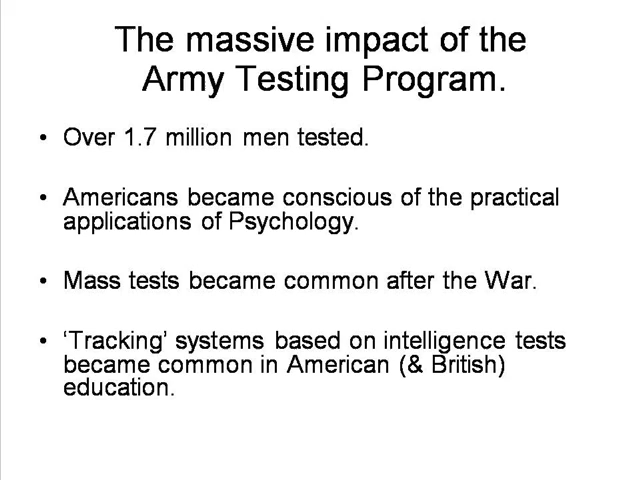 The massive impact of the
Army Testing Program.
• Over 1.7 million men tested.
• Americans became conscious of the practical
applications of Psychology.
• Mass tests became common after the War.
• ‘Tracking’ systems based on intelligence tests
became common in American (& British)
education.